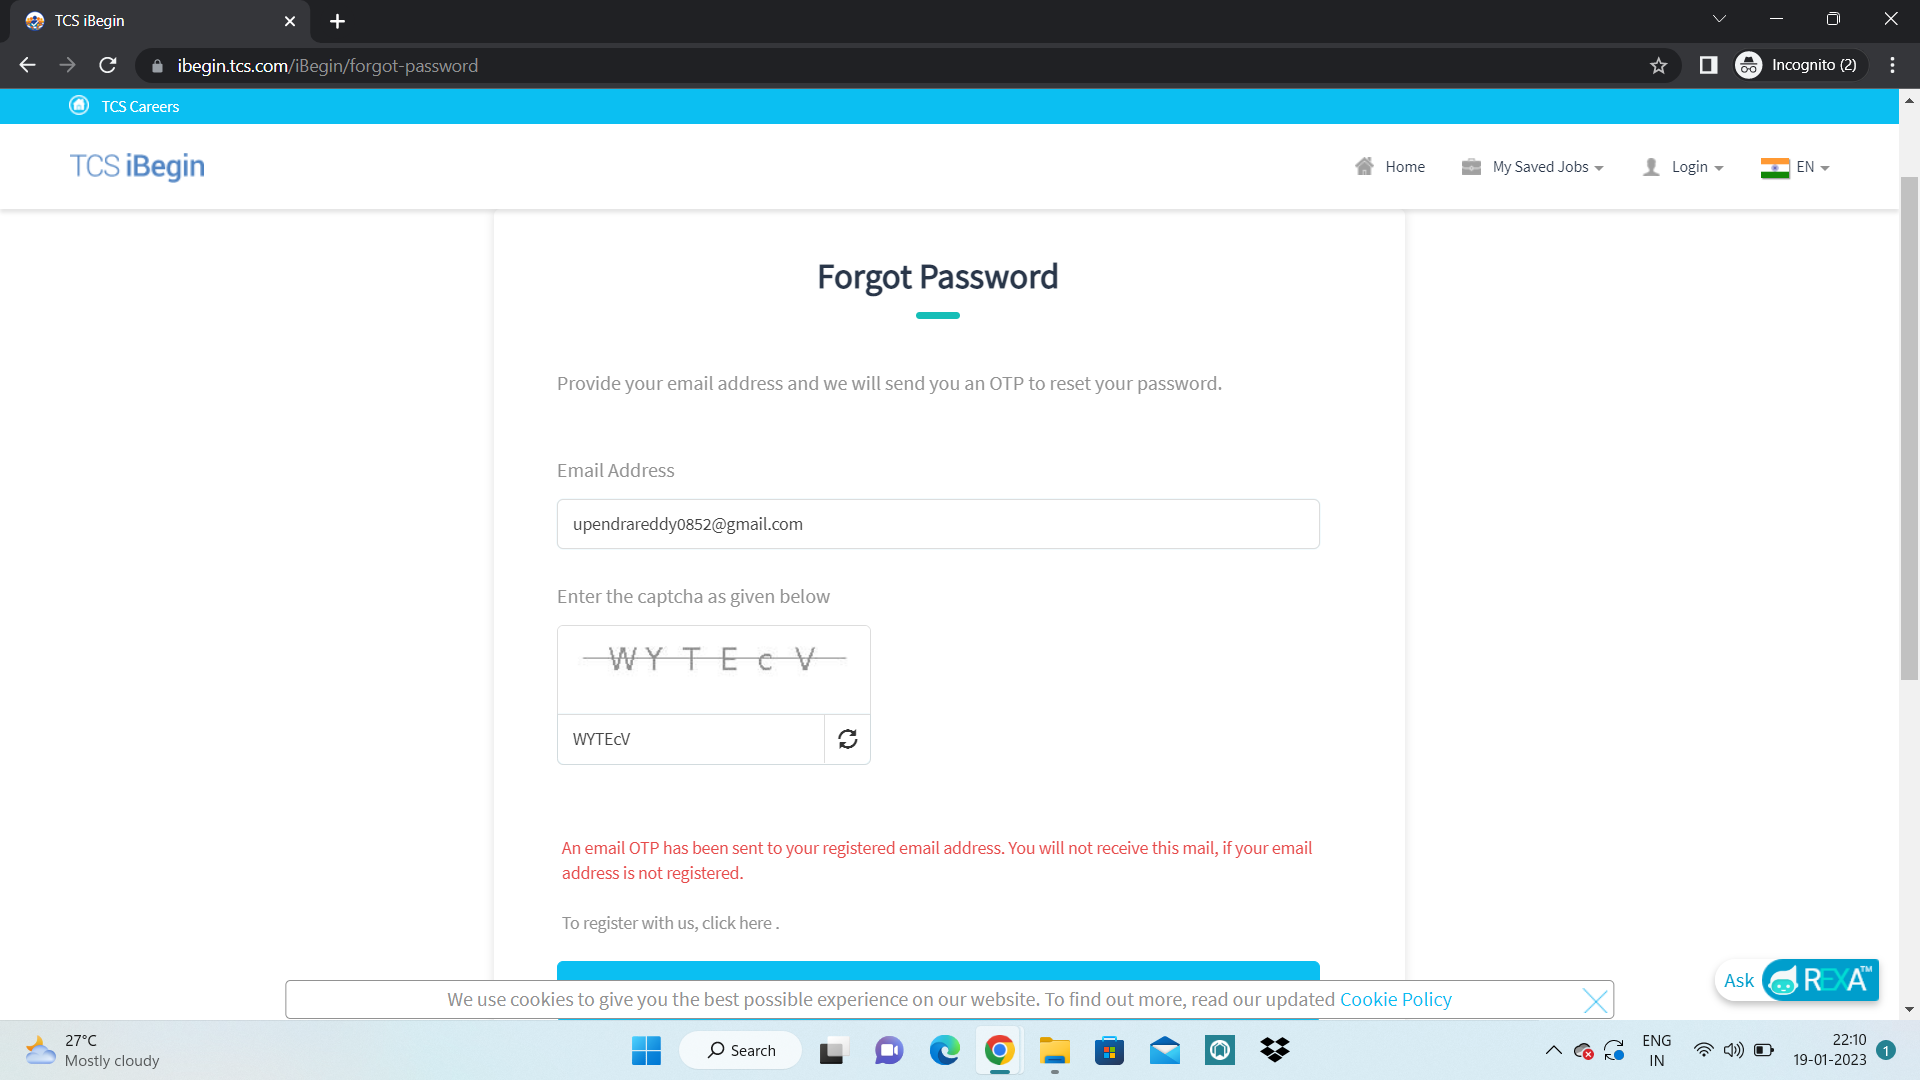 TCS iBegin
ibegin.tcs.com/iBegin/forgot-password
Incognito (2)
TCS Careers
TCS iBegin
Home
My Saved Jobs
Login
EN
Forgot Password
Provide your email address and we will send you an OTP to reset your password.
Email Address
upendrareddy0852@gmail.com
Enter the captcha as given below
W Y T E c V
WYTEcV
An email OTP has been sent to your registered email address. You will not receive this mail, if your email
address is not registered.
To register with us, click here .
Ask REXA™
We use cookies to give you the best possible experience on our website. To find out more, read our updated Cookie Policy
27°C
Mostly cloudy
Search
ENG
IN
22:10
19-01-2023
1